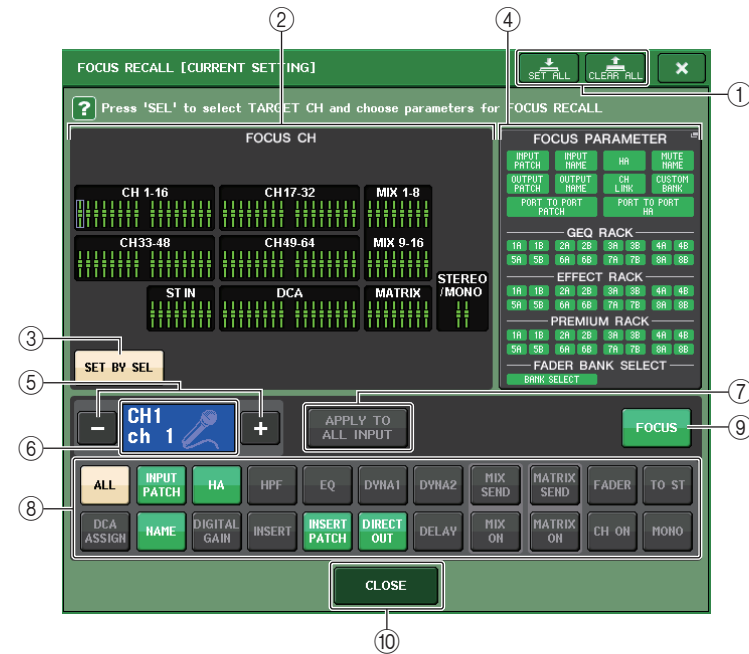 ②
④
FOCUS RECALL [CURRENT SETTING]
SET ALL
CLEAR ALL
①
? Press 'SEL' to select TARGET CH and choose parameters for FOCUS RECALL
FOCUS CH
FOCUS PARAMETER
INPUT PATCH
INPUT NAME
HA
MUTE NAME
OUTPUT PATCH
OUTPUT NAME
CH LINK
CUSTOM BANK
PORT TO PORT PATCH
PORT TO PORT HA
CH 1-16
CH17-32
MIX 1-8
CH33-48
CH49-64
MIX 9-16
ST IN
DCA
MATRIX
STEREO /MONO
GEQ RACK
1A 1B 2A 2B 3A 3B 4A 4B
5A 5B 6A 6B 7A 7B 8A 8B
EFFECT RACK
1A 1B 2A 2B 3A 3B 4A 4B
5A 5B 6A 6B 7A 7B 8A 8B
PREMIUM RACK
1A 1B 2A 2B 3A 3B 4A 4B
5A 5B 6A 6B 7A 7B 8A 8B
FADER BANK SELECT
BANK SELECT
③
SET BY SEL
⑤
⑦
− CH1 +
ch 1
⑥
APPLY TO
ALL INPUT
FOCUS
⑨
⑧
ALL
INPUT PATCH
HA
HPF
EQ
DYNA1
DYNA2
MIX SEND
MATRIX SEND
FADER
TO ST
DCA ASSIGN
NAME
DIGITAL GAIN
INSERT
INSERT PATCH
DIRECT OUT
DELAY
MIX ON
MATRIX ON
CH ON
MONO
CLOSE
⑩